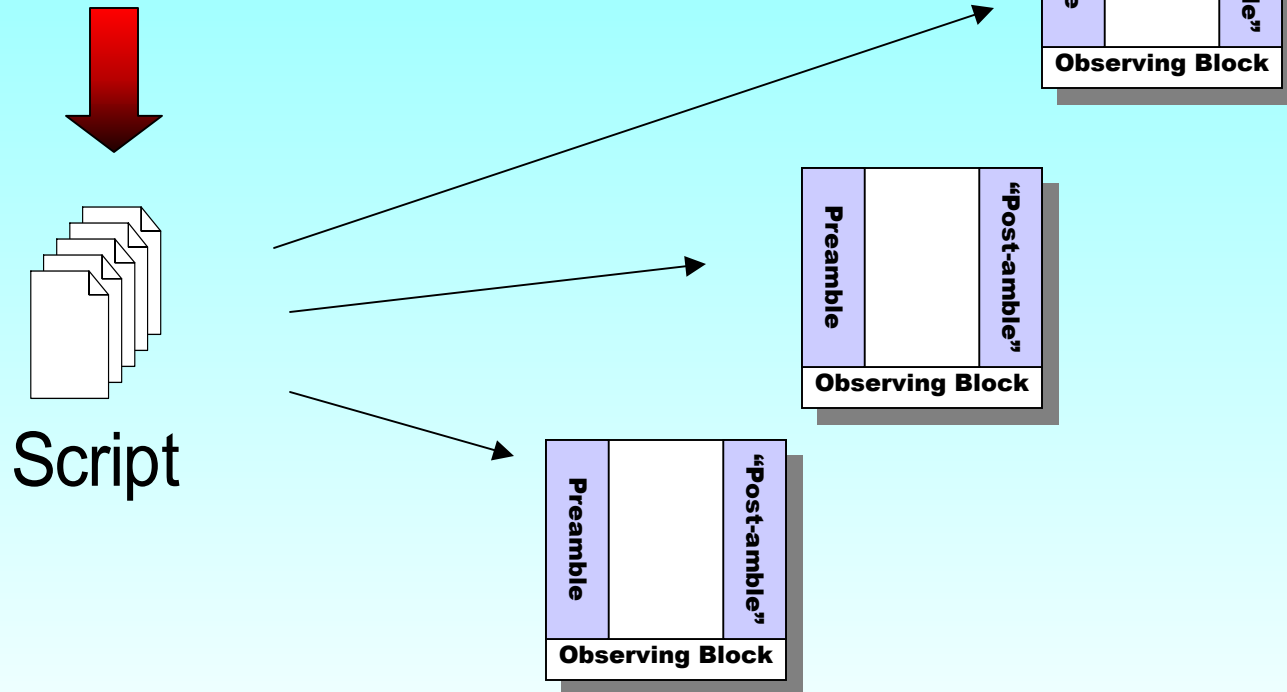 Observing Block
Preamble
“Post-amble”
Observing Block
Script
Preamble
“Post-amble”
Observing Block